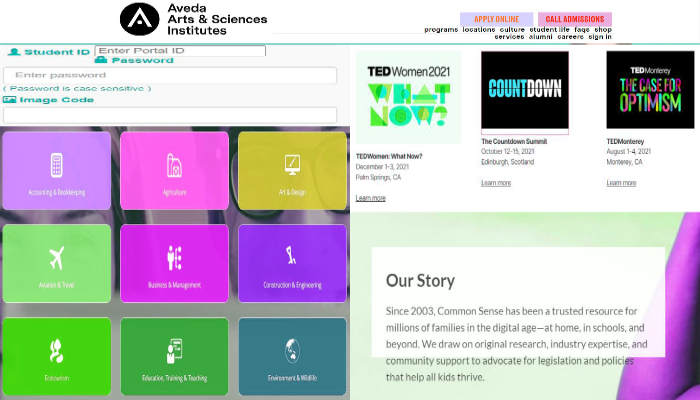 Aveda
Arts & Sciences
Institutes
APPLY ONLINE
CALL ADMISSIONS
programs locations culture student life faqs shop
services alumni careers sign in
Student ID
Enter Portal ID
Password
Enter password
( Password is case sensitive )
Image Code
Accounting & Bookkeeping
Agriculture
Art & Design
Aviation & Travel
Business & Management
Construction & Engineering
Ecotourism
Education, Training & Teaching
Environment & Wildlife
TEDWomen2021
WHAT
NOW?
TEDWomen: What Now?
December 1-3, 2021
Palm Springs, CA
Learn more
COUNTDOWN
The Countdown Summit
October 12-15, 2021
Edinburgh, Scotland
Learn more
TEDMonterey
THE CASE FOR
OPTIMISM
TEDMonterey
August 1-4, 2021
Monterey, CA
Learn more
Our Story
Since 2003, Common Sense has been a trusted resource for
millions of families in the digital age—at home, in schools, and
beyond. We draw on original research, industry expertise, and
community support to advocate for legislation and policies
that help all kids thrive.